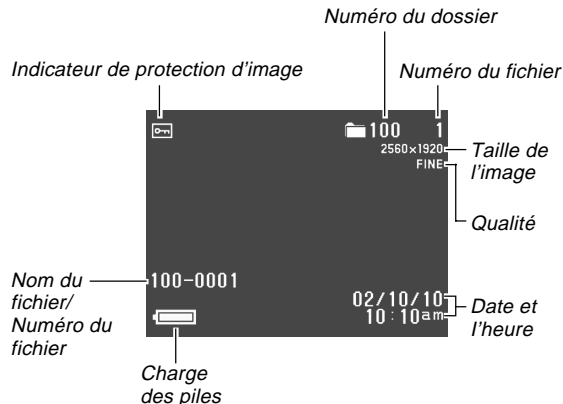 Numéro du dossier
Indicateur de protection d'image
Numéro du fichier
100 1
2560×1920
FINE
Taille de
l'image
Qualité
100-0001
Nom du
fichier/
Numéro du
fichier
02/10/10
10:10am
Date et
l'heure
Charge
des piles